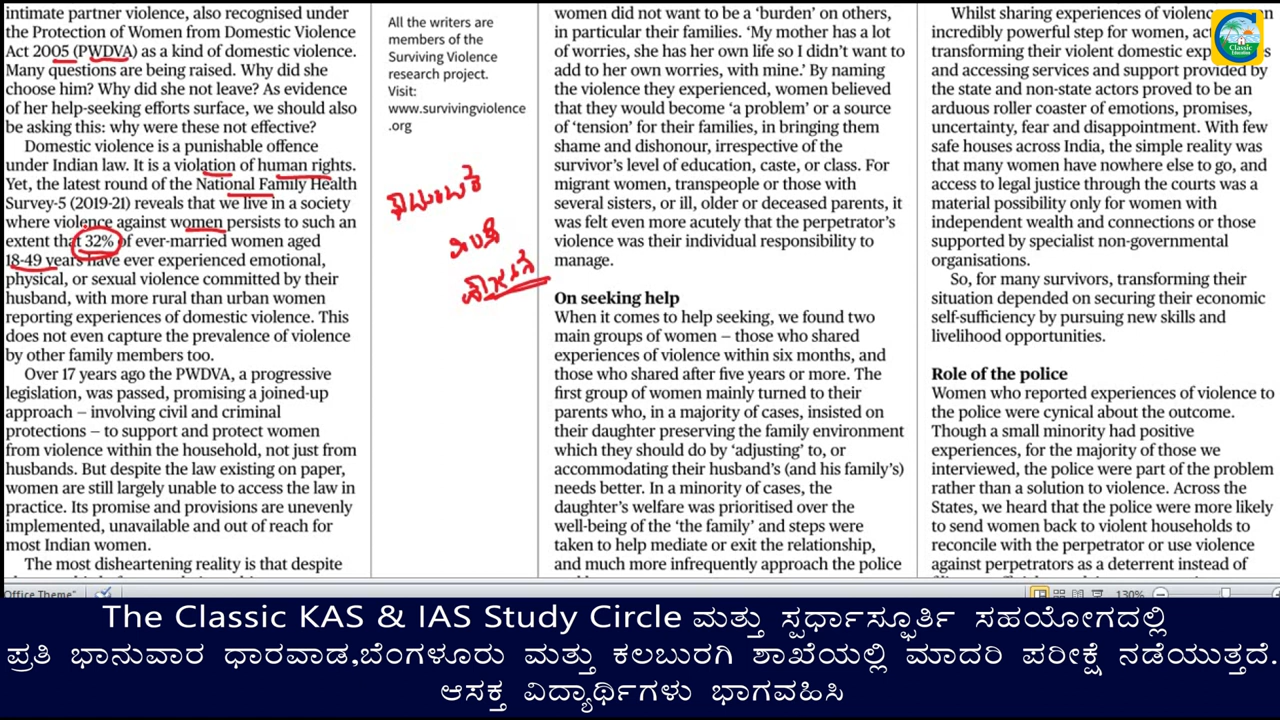 intimate partner violence, also recognised under
the Protection of Women from Domestic Violence
Act 2005 (PWDVA) as a kind of domestic violence.
Many questions are being raised. Why did she
choose him? Why did she not leave? As evidence
of her help-seeking efforts surface, we should also
be asking this: why were these not effective?
Domestic violence is a punishable offence
under Indian law. It is a violation of human rights.
Yet, the latest round of the National Family Health
Survey-5 (2019-21) reveals that we live in a society
where violence against women persists to such an
extent that 32% of ever-married women aged
18-49 years have ever experienced emotional,
physical, or sexual violence committed by their
husband, with more rural than urban women
reporting experiences of domestic violence. This
does not even capture the prevalence of violence
by other family members too.
Over 17 years ago the PWDVA, a progressive
legislation, was passed, promising a joined-up
approach – involving civil and criminal
protections – to support and protect women
from violence within the household, not just from
husbands. But despite the law existing on paper,
women are still largely unable to access the law in
practice. Its promise and provisions are unevenly
implemented, unavailable and out of reach for
most Indian women.
The most disheartening reality is that despite
All the writers are
members of the
Surviving Violence
research project.
Visit:
www.survivingviolence
.org
women did not want to be a ‘burden’ on others,
in particular their families. ‘My mother has a lot
of worries, she has her own life so I didn’t want to
add to her own worries, with mine.’ By naming
the violence they experienced, women believed
that they would become ‘a problem’ or a source
of ‘tension’ for their families, in bringing them
shame and dishonour, irrespective of the
survivor’s level of education, caste, or class. For
migrant women, transpeople or those with
several sisters, or ill, older or deceased parents, it
was felt even more acutely that the perpetrator’s
violence was their individual responsibility to
manage.
On seeking help
When it comes to help seeking, we found two
main groups of women – those who shared
experiences of violence within six months, and
those who shared after five years or more. The
first group of women mainly turned to their
parents who, in a majority of cases, insisted on
their daughter preserving the family environment
which they should do by ‘adjusting’ to, or
accommodating their husband’s (and his family’s)
needs better. In a minority of cases, the
daughter’s welfare was prioritised over the
well-being of the ‘the family’ and steps were
taken to help mediate or exit the relationship,
and much more infrequently approach the police
Whilst sharing experiences of
incredibly powerful step for women,
transforming their violent domestic
and accessing services and support provided by
the state and non-state actors proved to be an
arduous roller coaster of emotions, promises,
uncertainty, fear and disappointment. With few
safe houses across India, the simple reality was
that many women have nowhere else to go, and
access to legal justice through the courts was a
material possibility only for women with
independent wealth and connections or those
supported by specialist non-governmental
organisations.
So, for many survivors, transforming their
situation depended on securing their economic
self-sufficiency by pursuing new skills and
livelihood opportunities.
Role of the police
Women who reported experiences of violence to
the police were cynical about the outcome.
Though a small minority had positive
experiences, for the majority of those we
interviewed, the police were part of the problem
rather than a solution to violence. Across the
States, we heard that the police were more likely
to send women back to violent households to
reconcile with the perpetrator or use violence
against perpetrators as a deterrent instead of
Classic
Education
Office Theme"
130%
The Classic KAS & IAS Study Circle ಮತ್ತು ಸ್ಪರ್ಧಾಸ್ಫೂರ್ತಿ ಸಹಯೋಗದಲ್ಲಿ
ಪ್ರತಿ ಭಾನುವಾರ ಧಾರವಾಡ,ಬೆಂಗಳೂರು ಮತ್ತು ಕಲಬುರಗಿ ಶಾಖೆಯಲ್ಲಿ ಮಾದರಿ ಪರೀಕ್ಷೆ ನಡೆಯುತ್ತದೆ.
ಆಸಕ್ತ ವಿದ್ಯಾರ್ಥಿಗಳು ಭಾಗವಹಿಸಿ